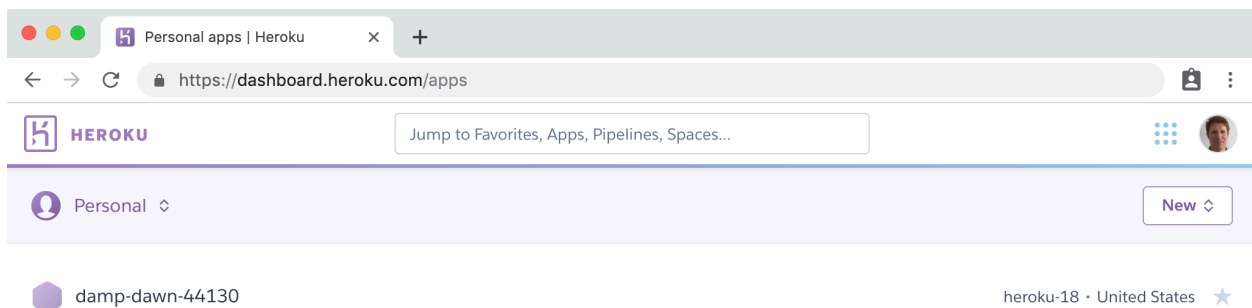 Personal apps | Heroku
https://dashboard.heroku.com/apps
HEROKU
Jump to Favorites, Apps, Pipelines, Spaces...
Personal
New
damp-dawn-44130
heroku-18 · United States